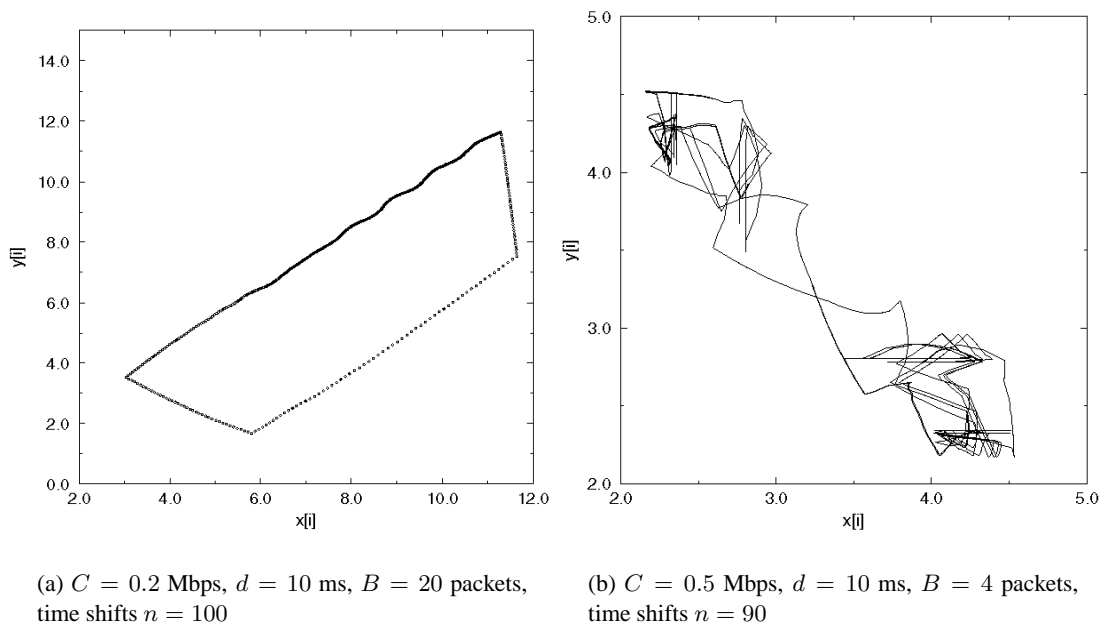 14.0
12.0
10.0
8.0
6.0
4.0
2.0
0.0
y[i]
2.0 4.0 6.0 8.0 10.0 12.0
x[i]
5.0
4.0
3.0
2.0
y[i]
2.0 3.0 4.0 5.0
x[i]
(a) C = 0.2 Mbps, d = 10 ms, B = 20 packets,
time shifts n = 100
(b) C = 0.5 Mbps, d = 10 ms, B = 4 packets,
time shifts n = 90